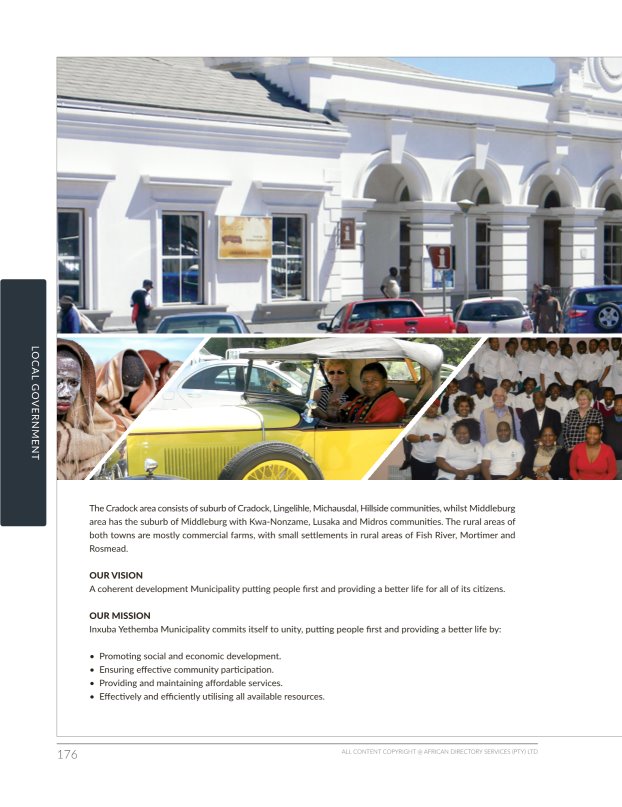 LOCAL GOVERNMENT
i
i
The Cradock area consists of suburb of Cradock, Lingelihle, Michausdal, Hillside communities, whilst Middleburg
area has the suburb of Middleburg with Kwa-Nonzame, Lusaka and Midros communities. The rural areas of
both towns are mostly commercial farms, with small settlements in rural areas of Fish River, Mortimer and
Rosmead.
OUR VISION
A coherent development Municipality putting people first and providing a better life for all of its citizens.
OUR MISSION
Inxuba Yethemba Municipality commits itself to unity, putting people first and providing a better life by:
• Promoting social and economic development.
• Ensuring effective community participation.
• Providing and maintaining affordable services.
• Effectively and efficiently utilising all available resources.
176
ALL CONTENT COPYRIGHT @ AFRICAN DIRECTORY SERVICES (PTY) LTD